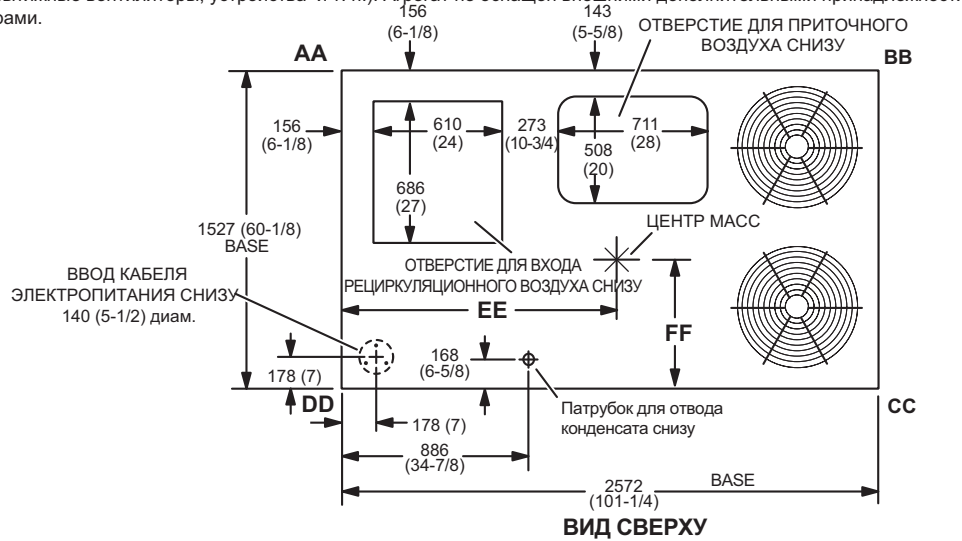 рами.
156
(6-1/8)
143
(5-5/8)
ОТВЕРСТИЕ ДЛЯ ПРИТОЧНОГО
ВОЗДУХА СНИЗУ
AA
BB
156
(6-1/8)
610
(24)
273
(10-3/4)
711
(28)
508
(20)
686
(27)
ЦЕНТР МАСС
1527 (60-1/8)
BASE
ОТВЕРСТИЕ ДЛЯ ВХОДА
РЕЦИРКУЛЯЦИОННОГО ВОЗДУХА СНИЗУ
ВВОД КАБЕЛЯ
ЭЛЕКТРОПИТАНИЯ СНИЗУ
140 (5-1/2) диам.
EE
FF
168
(6-5/8)
178 (7)
DD
CC
178 (7)
Патрубок для отвода
конденсата снизу
886
(34-7/8)
2572
(101-1/4)
BASE
ВИД СВЕРХУ